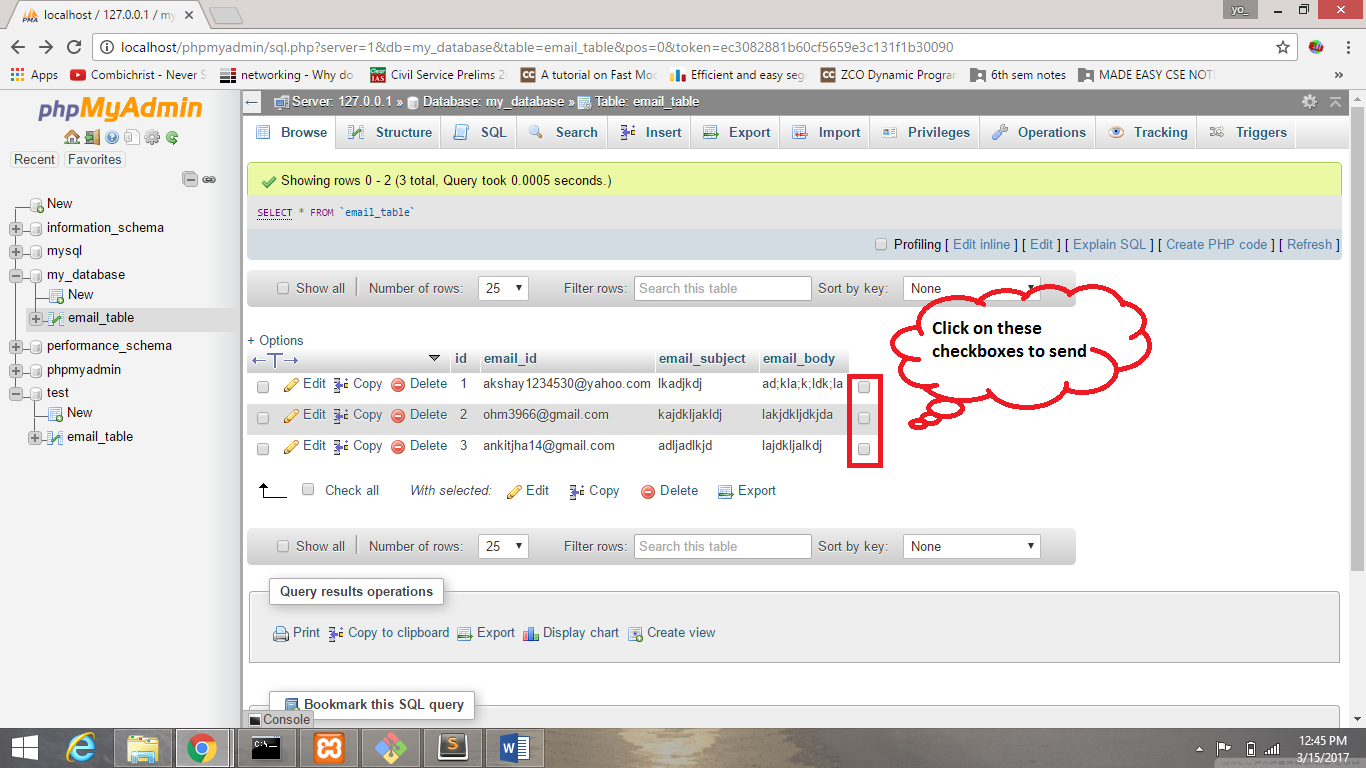 localhost / 127.0.0.1 / my
yo_
localhost/phpmyadmin/sql.php?server=1&db=my_database&table=email_table&pos=0&token=ec3082881b60cf5659e3c131f1b30090
Apps Combichrist - Never S networking - Why do Civil Service Prelims 2 A tutorial on Fast Mod Efficient and easy seg ZCO Dynamic Program 6th sem notes MADE EASY CSE NOT »
phpMyAdmin
Recent Favorites
New
information_schema
mysql
my_database
New
email_table
performance_schema
phpmyadmin
test
New
email_table
Server: 127.0.0.1 » Database: my_database » Table: email_table
Browse Structure SQL Search Insert Export Import Privileges Operations Tracking Triggers
Showing rows 0 - 2 (3 total, Query took 0.0005 seconds.)
SELECT * FROM `email_table`
Profiling [ Edit inline ] [ Edit ] [ Explain SQL ] [ Create PHP code ] [ Refresh ]
Show all Number of rows: 25 Filter rows: Search this table Sort by key: None
Click on these
checkboxes to send
+ Options
←T→ id email_id email_subject email_body
Edit Copy Delete 1 akshay1234530@yahoo.com lkadjkdj ad;kla;k;ldk;la
Edit Copy Delete 2 ohm3966@gmail.com kajdkljakldj lakjdkljdkjda
Edit Copy Delete 3 ankitjha14@gmail.com adljadlkjd lajdkljalkdj
Check all With selected: Edit Copy Delete Export
Show all Number of rows: 25 Filter rows: Search this table Sort by key: None
Query results operations
Print Copy to clipboard Export Display chart Create view
Bookmark this SQL query
Console
12:45 PM
3/15/2017